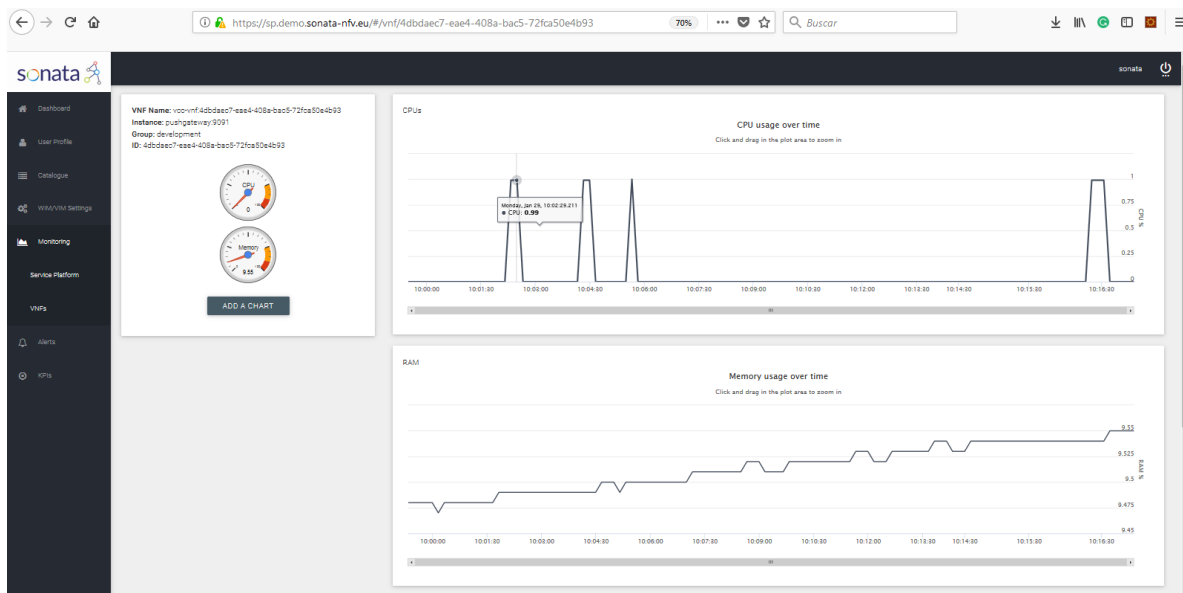 https://sp.demo.sonata-nfv.eu/#/vnf/4dbdaec7-eae4-408a-bac5-72fca50e4b93
70%
Buscar
sonata
sonata
Dashboard
User Profile
Catalogue
WIM/VIM Settings
Monitoring
Service Platform
VNFs
Alerts
KPIs
VNF Name: vcc-vnf:4dbdaec7-eae4-408a-bac5-72fca50e4b93
Instance: pushgateway:9091
Group: development
ID: 4dbdaec7-eae4-408a-bac5-72fca50e4b93
CPU
0
Memory
9.55
ADD A CHART
CPUs
CPU usage over time
Click and drag in the plot area to zoom in
Monday, Jan 29, 10:02:29.211
CPU: 0.99
1
0.75
0.5
0.25
0
CPU %
10:00:00 10:01:30 10:03:00 10:04:30 10:06:00 10:07:30 10:09:00 10:10:30 10:12:00 10:13:30 10:14:30 10:15:30 10:16:30
RAM
Memory usage over time
Click and drag in the plot area to zoom in
9.55
9.525
9.5
9.475
9.45
RAM %
10:00:00 10:01:30 10:03:00 10:04:30 10:06:00 10:07:30 10:09:00 10:10:30 10:12:00 10:13:30 10:14:30 10:15:30 10:16:30